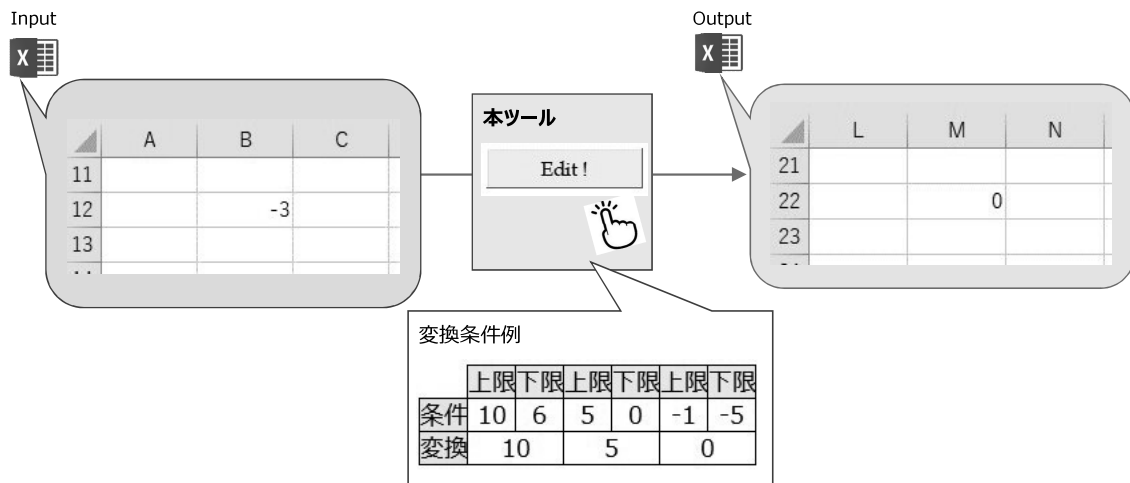 Input
Output
X
X
A B C
11
12 -3
13
本ツール
Edit !
L M N
21
22 0
23
変換条件例
上限 下限 上限 下限 上限 下限
条件 10 6 5 0 -1 -5
変換 10 5 0